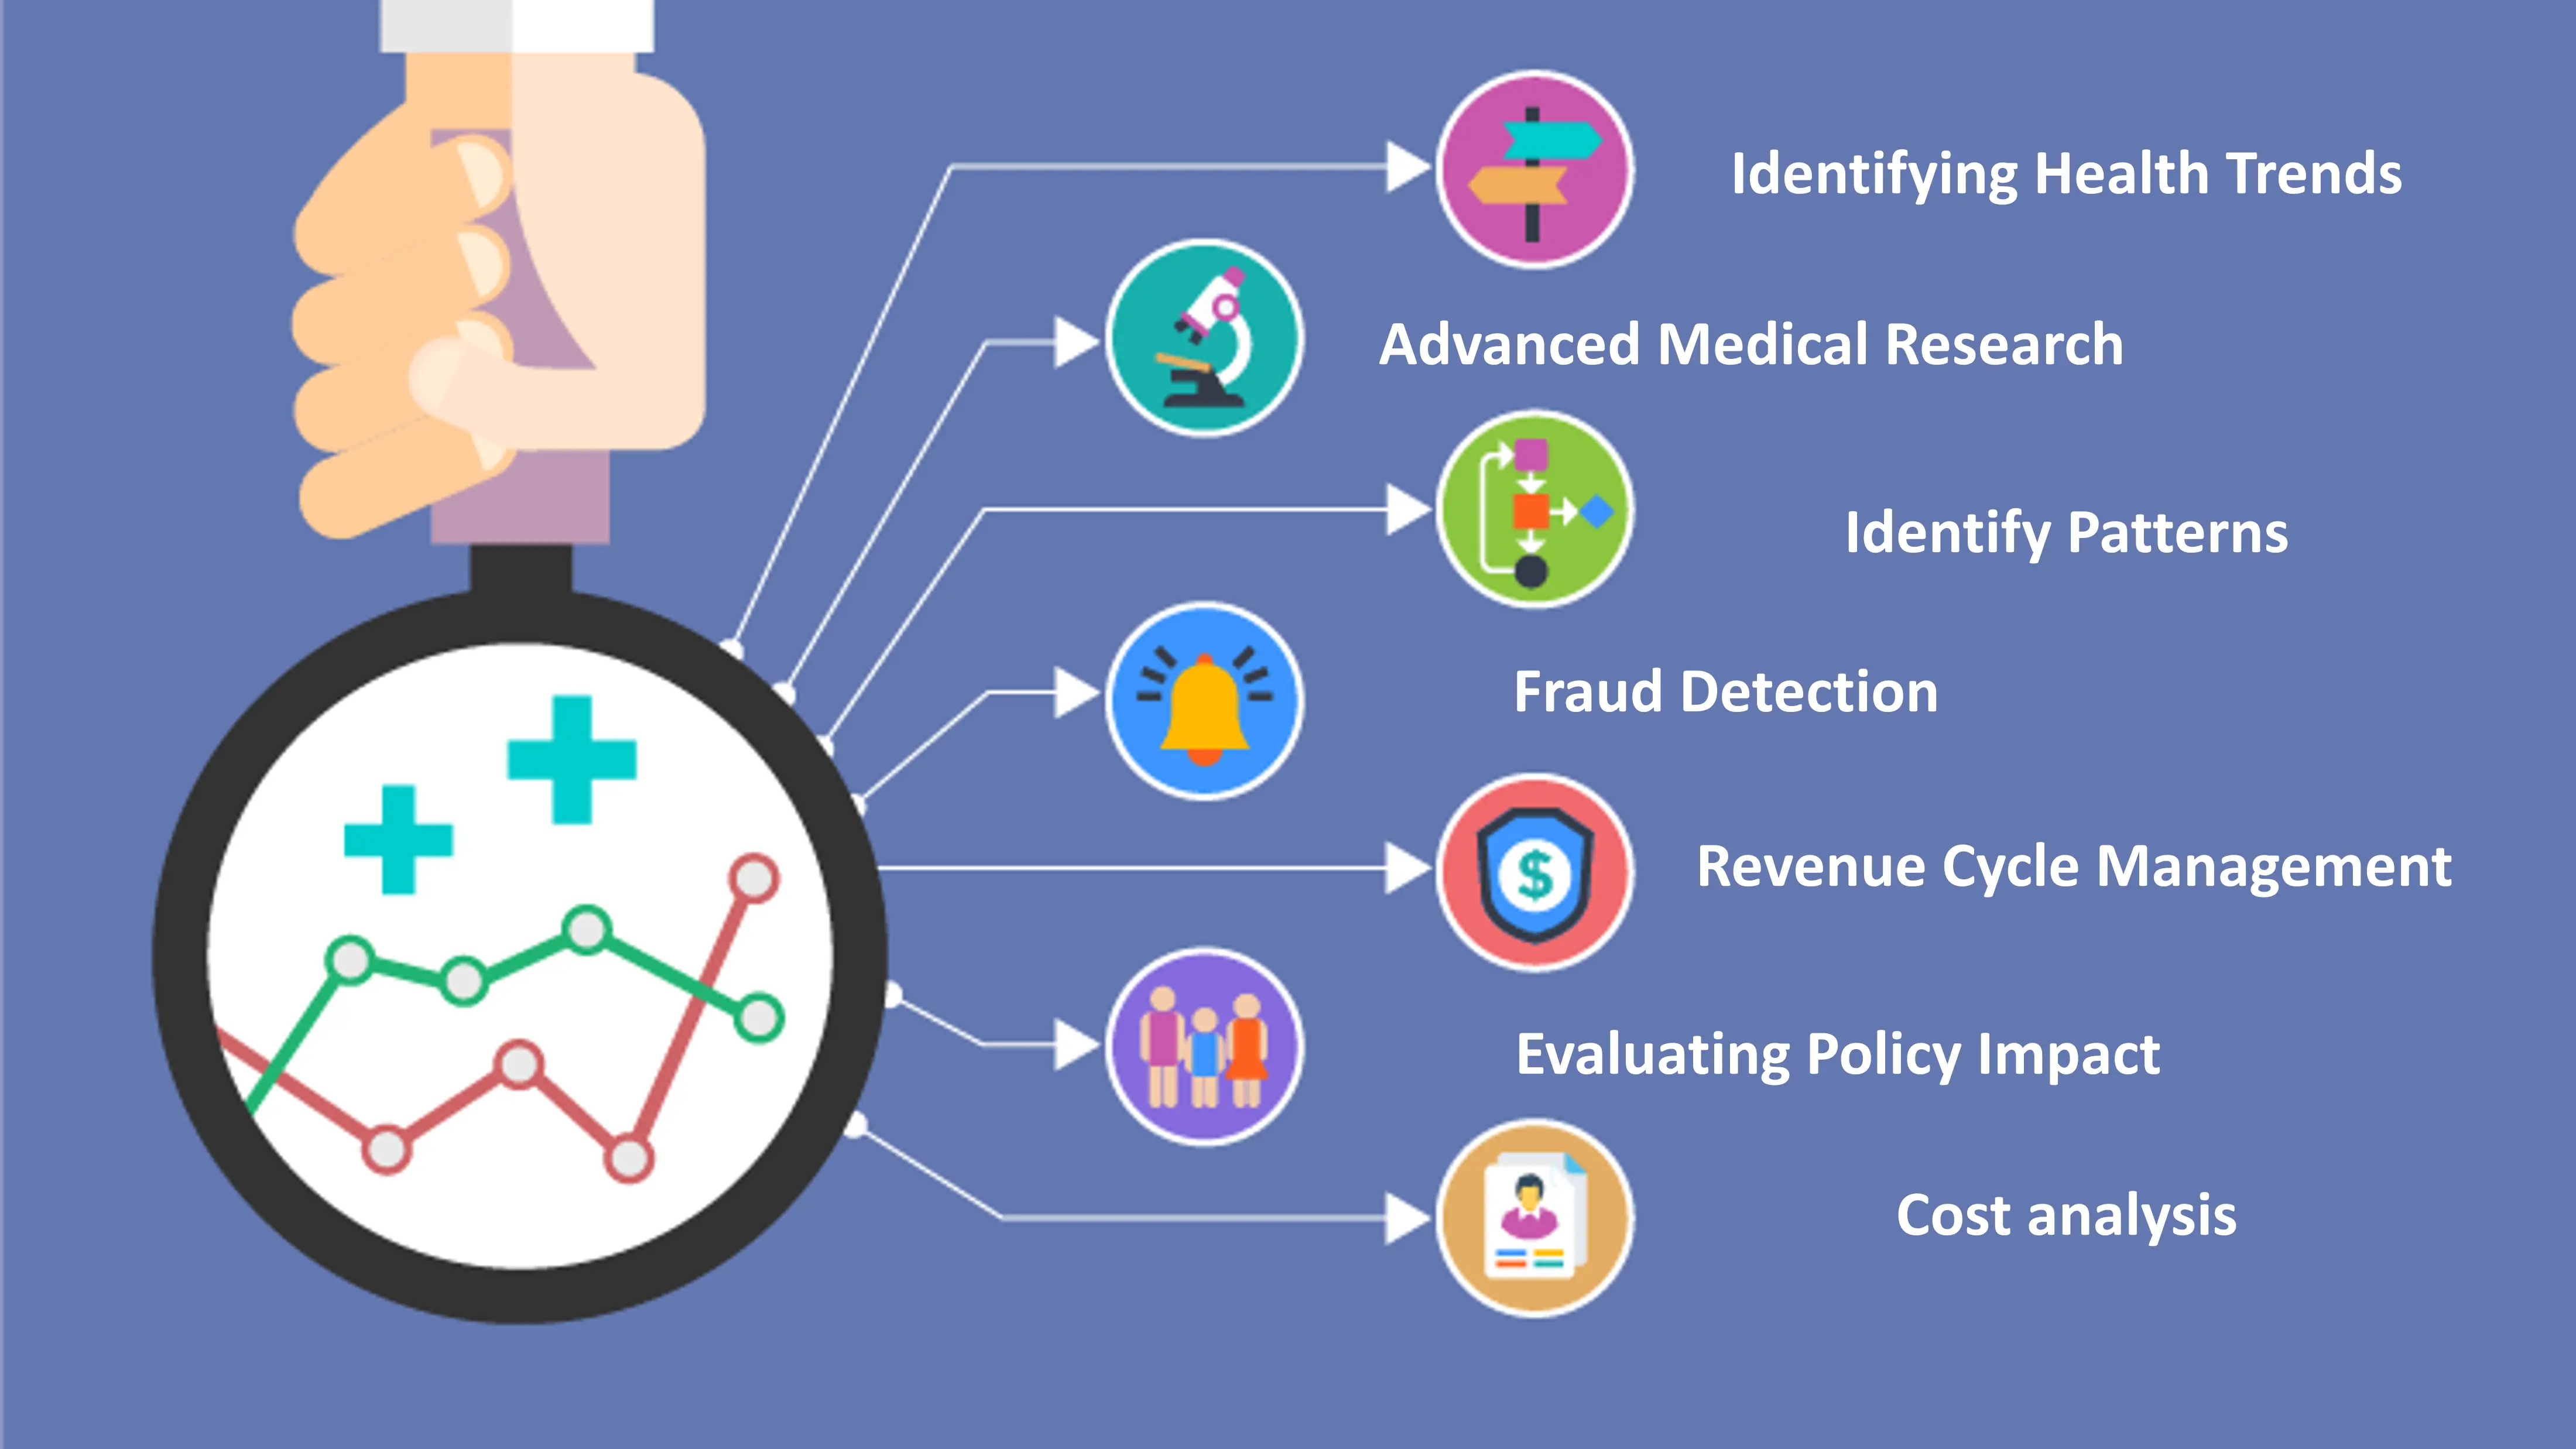 Identifying Health Trends
Advanced Medical Research
Identify Patterns
Fraud Detection
$
Revenue Cycle Management
Evaluating Policy Impact
Cost analysis